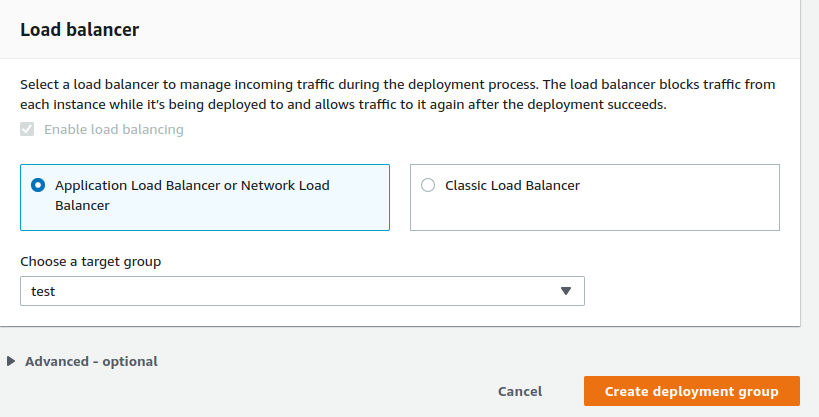 Load balancer
Select a load balancer to manage incoming traffic during the deployment process. The load balancer blocks traffic from
each instance while it's being deployed to and allows traffic to it again after the deployment succeeds.
Enable load balancing
Application Load Balancer or Network Load
Balancer
Classic Load Balancer
Choose a target group
test
Advanced - optional
Cancel
Create deployment group